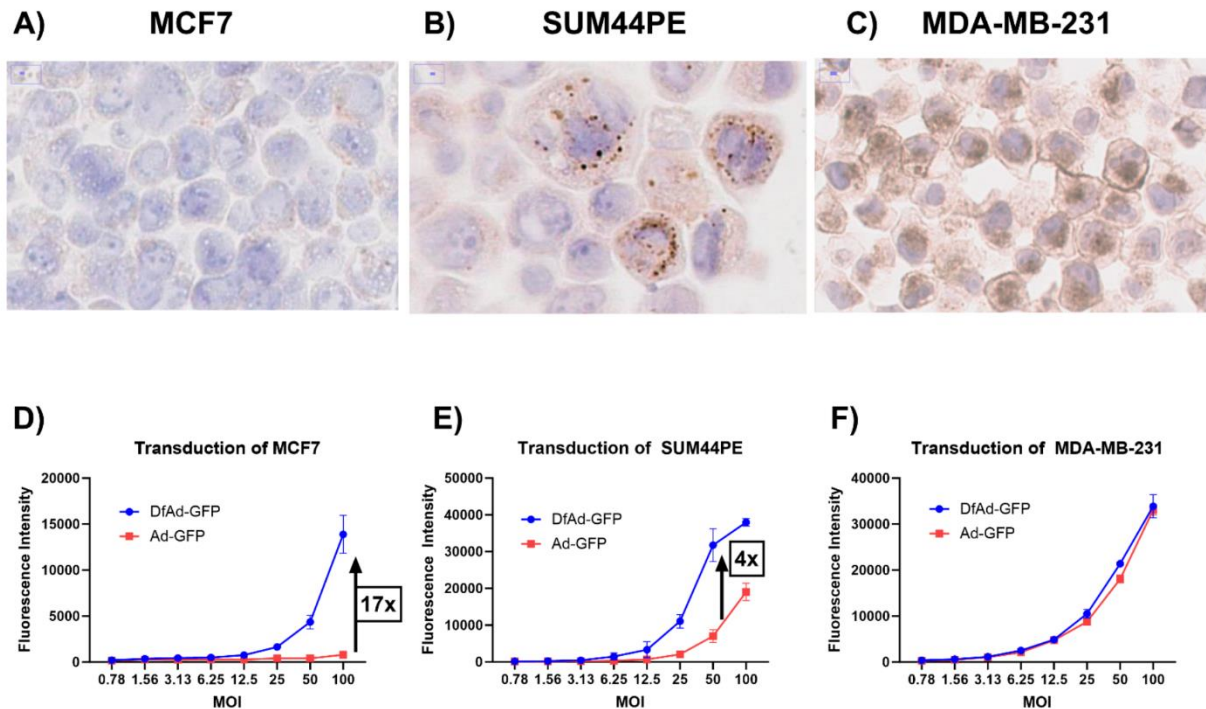 A) MCF7
B) SUM44PE
C) MDA-MB-231
D)
Transduction of MCF7
Fluorescence Intensity
20000
15000
10000
5000
0
DfAd-GFP
Ad-GFP
17x
0.78 1.56 3.13 6.25 12.5 25 50 100
MOI
E)
Transduction of SUM44PE
Fluorescence Intensity
50000
40000
30000
20000
10000
0
DfAd-GFP
Ad-GFP
4x
0.78 1.56 3.13 6.25 12.5 25 50 100
MOI
F)
Transduction of MDA-MB-231
Fluorescence Intensity
40000
30000
20000
10000
0
DfAd-GFP
Ad-GFP
0.78 1.56 3.13 6.25 12.5 25 50 100
MOI